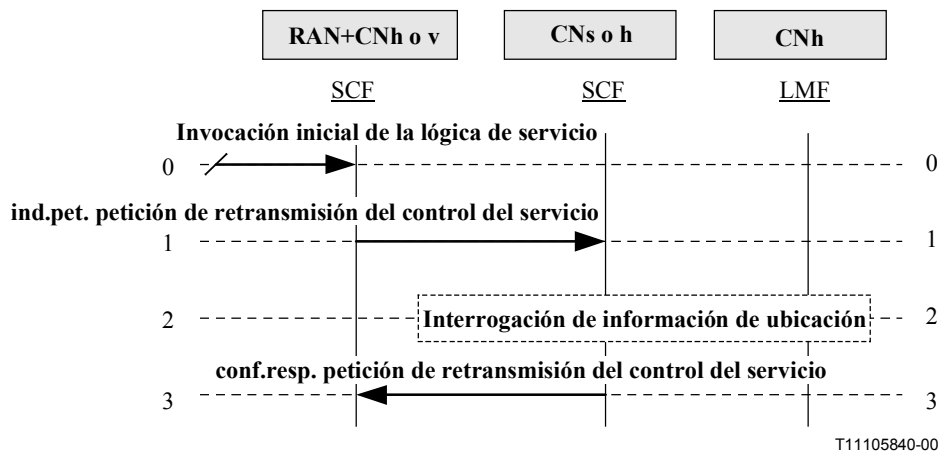 RAN+CNh o v CNs o h CNh
SCF SCF LMF
Invocación inicial de la lógica de servicio
0 0
ind.pet. petición de retransmisión del control del servicio
1 1
2 Interrogación de información de ubicación 2
conf.resp. petición de retransmisión del control del servicio
3 3
T11105840-00